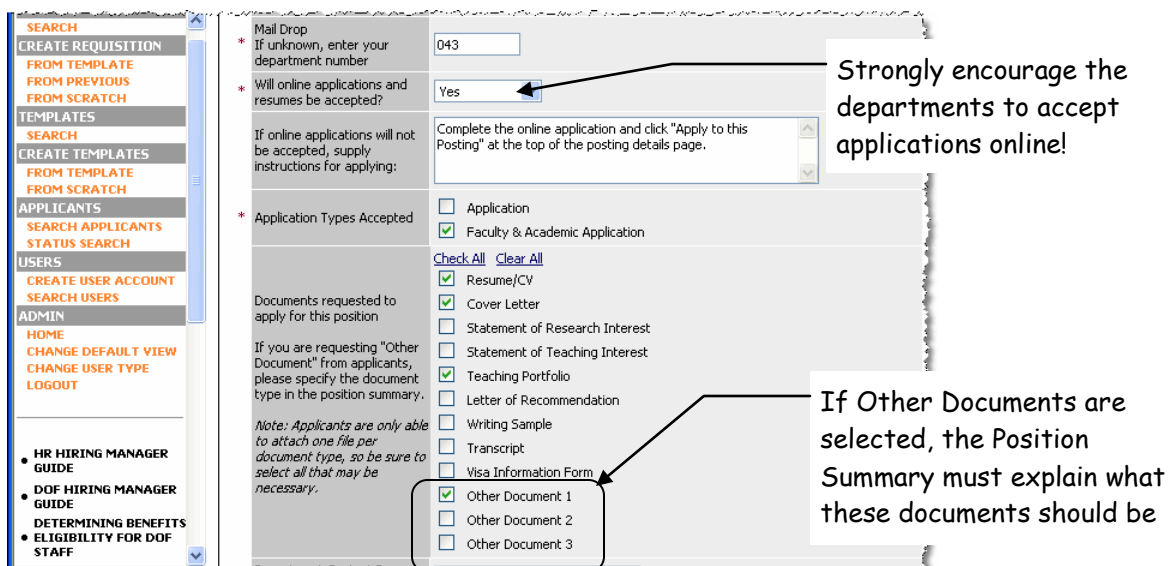 SEARCH
CREATE REQUISITION
FROM TEMPLATE
FROM PREVIOUS
FROM SCRATCH
TEMPLATES
SEARCH
CREATE TEMPLATES
FROM TEMPLATE
FROM SCRATCH
APPLICANTS
SEARCH APPLICANTS
STATUS SEARCH
USERS
CREATE USER ACCOUNT
SEARCH USERS
ADMIN
HOME
CHANGE DEFAULT VIEW
CHANGE USER TYPE
LOGOUT
• HR HIRING MANAGER
GUIDE
• DOF HIRING MANAGER
GUIDE
DETERMINING BENEFITS
• ELIGIBILITY FOR DOF
STAFF
Mail Drop
* If unknown, enter your
department number
043
* Will online applications and
resumes be accepted?
Yes
If online applications will not
be accepted, supply
instructions for applying:
Complete the online application and click "Apply to this
Posting" at the top of the posting details page.
* Application Types Accepted
Application
Faculty & Academic Application
Documents requested to
apply for this position
If you are requesting "Other
Document" from applicants,
please specify the document
type in the position summary.
Note: Applicants are only able
to attach one file per
document type, so be sure to
select all that may be
necessary.
Check All Clear All
Resume/CV
Cover Letter
Statement of Research Interest
Statement of Teaching Interest
Teaching Portfolio
Letter of Recommendation
Writing Sample
Transcript
Visa Information Form
Other Document 1
Other Document 2
Other Document 3
Strongly encourage the
departments to accept
applications online!
If Other Documents are
selected, the Position
Summary must explain what
these documents should be